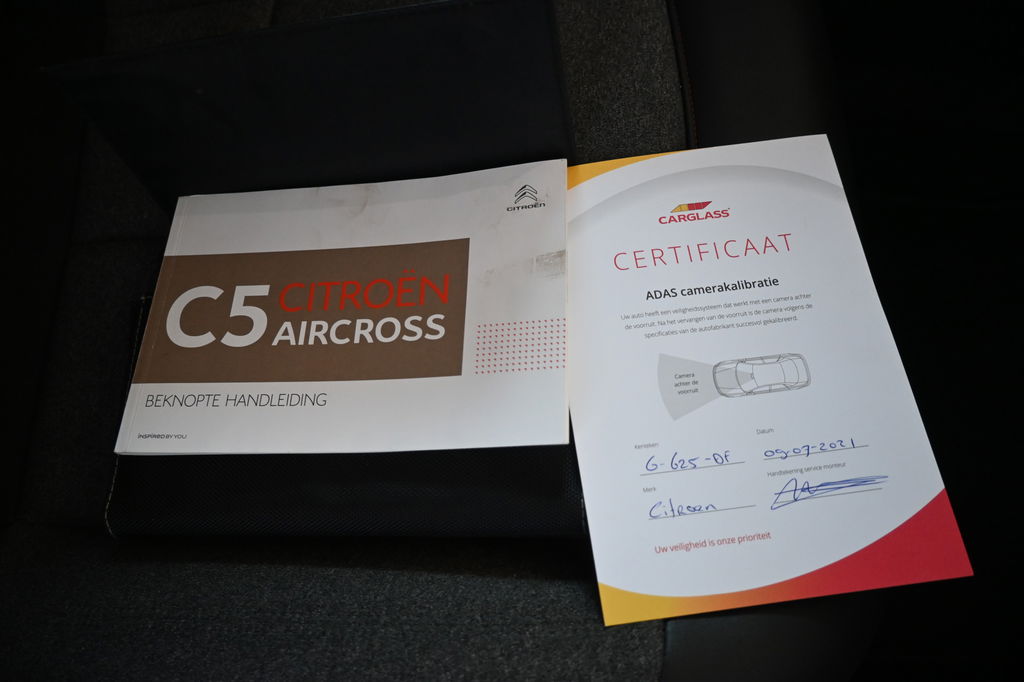 CITROËN
C5 CITROËN
AIRCROSS
BEKNOPTE HANDLEIDING
INSPIRED BY YOU
CARGLASS®
CERTIFICAAT
ADAS camerakalibratie
Uw auto heeft een veiligheidssysteem dat werkt met een camera achter
de voorruit. Na het vervangen van de voorruit is de camera volgens de
specificaties van de autofabrikant succesvol gekalibreerd.
Camera
achter de
voorruit
Kenteken
G-625-DF
Datum
09-07-2021
Merk
Citroen
Handtekening service monteur
Uw veiligheid is onze prioriteit